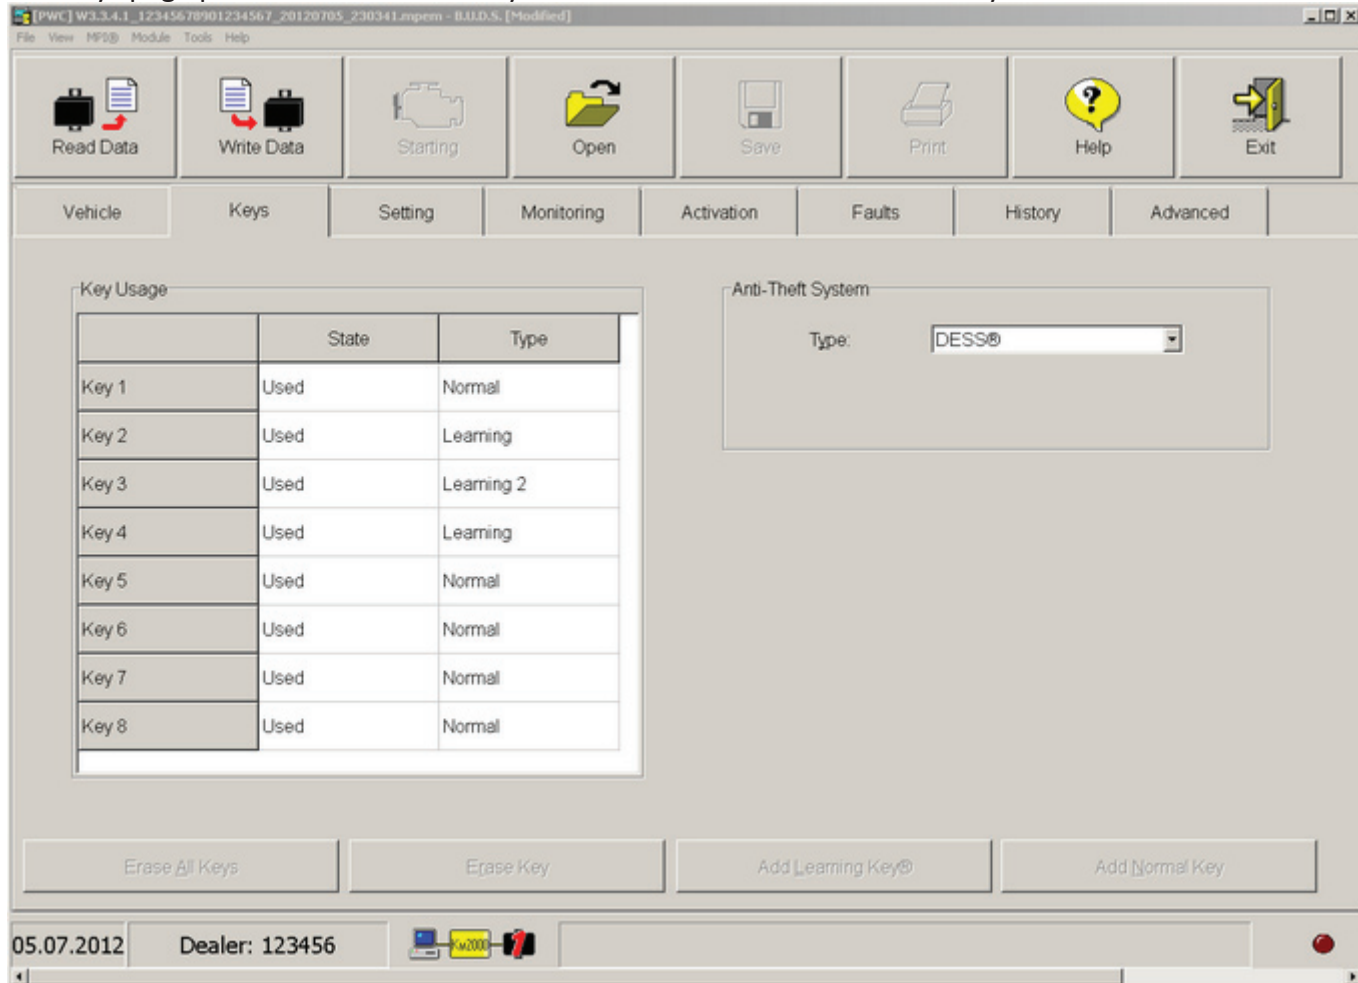 [PWC] W3.3.4.1_12345678901234567_20120705_230341.mpem - B.U.D.S. [Modified]
File View MPI® Module Tools Help
Read Data Write Data Starting Open Save Print Help Exit
Vehicle Keys Setting Monitoring Activation Faults History Advanced
Key Usage Anti-Theft System
State Type
Type: DESS®
Key 1 Used Normal
Key 2 Used Learning
Key 3 Used Learning 2
Key 4 Used Learning
Key 5 Used Normal
Key 6 Used Normal
Key 7 Used Normal
Key 8 Used Normal
Erase All Keys Erase Key Add Learning Key® Add Normal Key
05.07.2012 Dealer: 123456 Kw2000 1